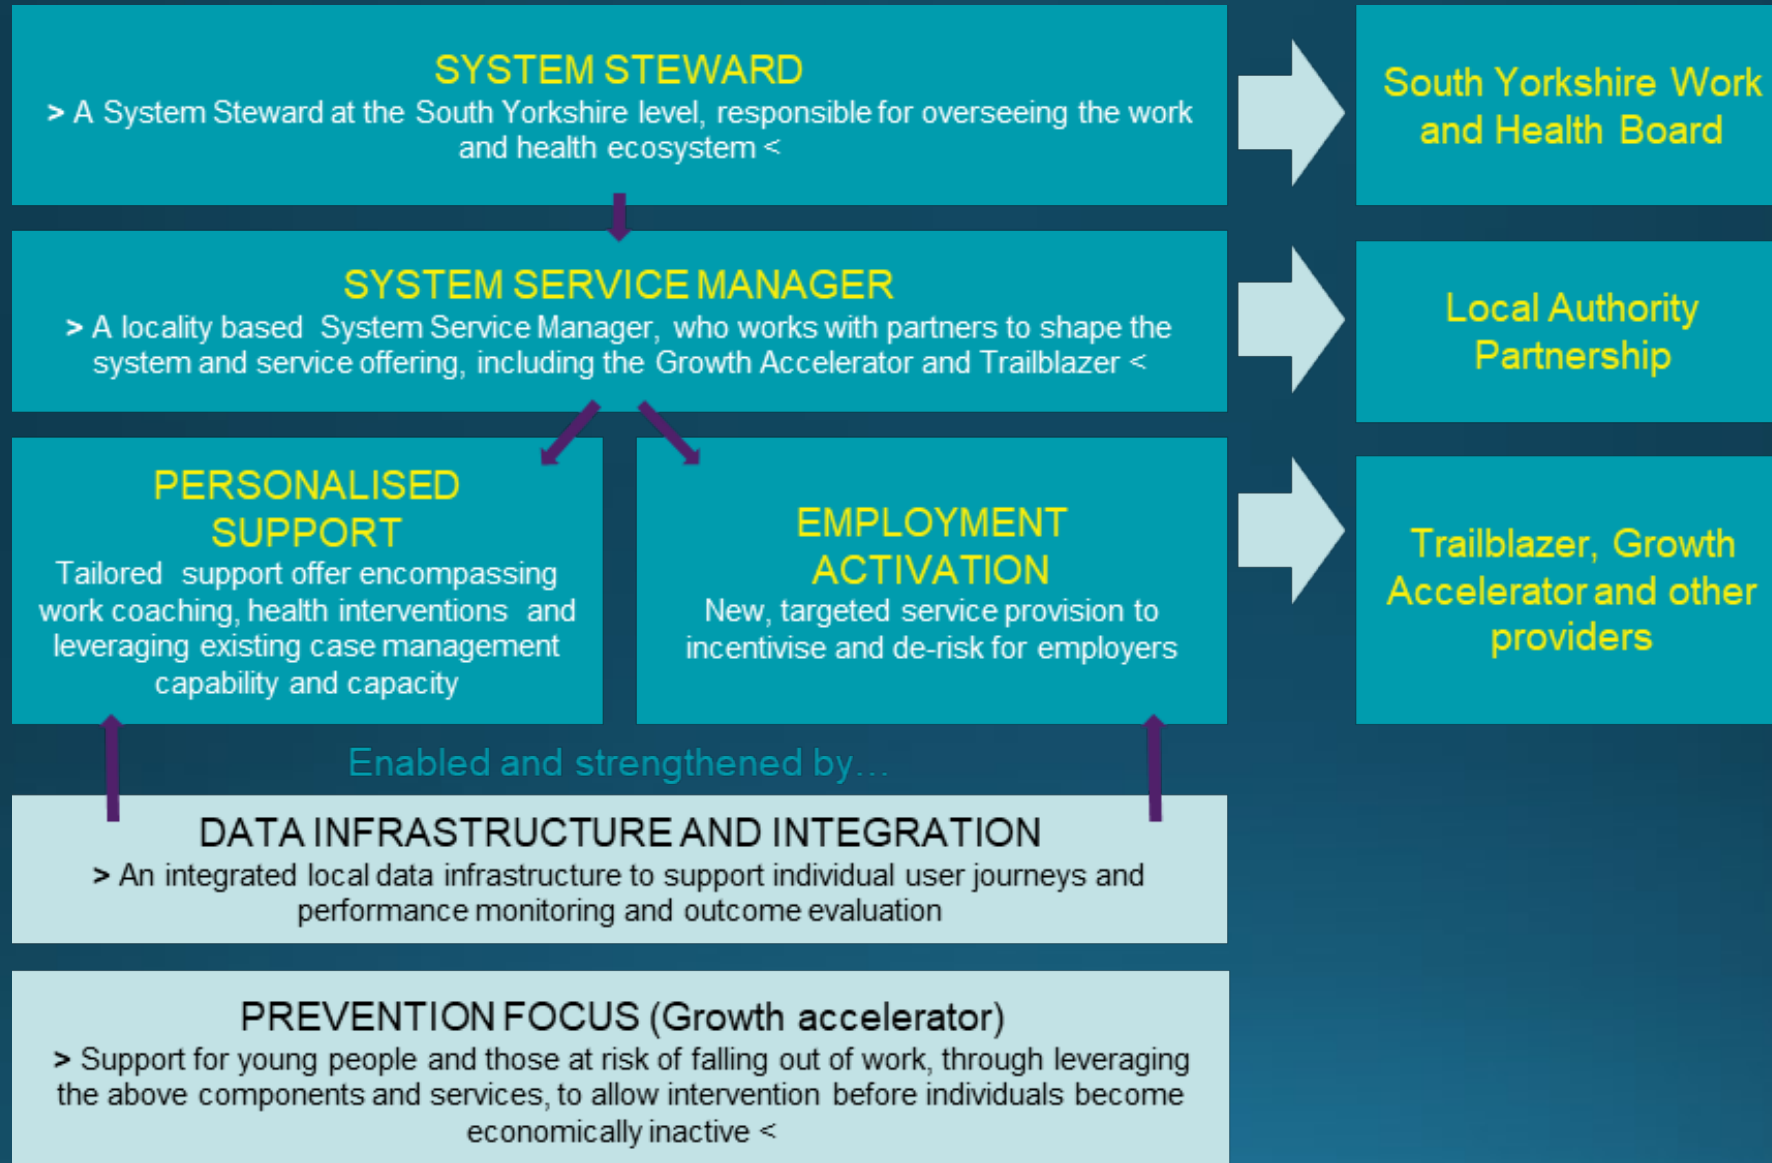 SYSTEM STEWARD
> A System Steward at the South Yorkshire level, responsible for overseeing the work
and health ecosystem <
South Yorkshire Work
and Health Board
SYSTEM SERVICE MANAGER
> A locality based System Service Manager, who works with partners to shape the
system and service offering, including the Growth Accelerator and Trailblazer <
Local Authority
Partnership
PERSONALISED
SUPPORT
Tailored support offer encompassing
work coaching, health interventions and
leveraging existing case management
capability and capacity
EMPLOYMENT
ACTIVATION
New, targeted service provision to
incentivise and de-risk for employers
Trailblazer, Growth
Accelerator and other
providers
Enabled and strengthened by...
DATA INFRASTRUCTURE AND INTEGRATION
> An integrated local data infrastructure to support individual user journeys and
performance monitoring and outcome evaluation
PREVENTION FOCUS (Growth accelerator)
> Support for young people and those at risk of falling out of work, through leveraging
the above components and services, to allow intervention before individuals become
economically inactive <